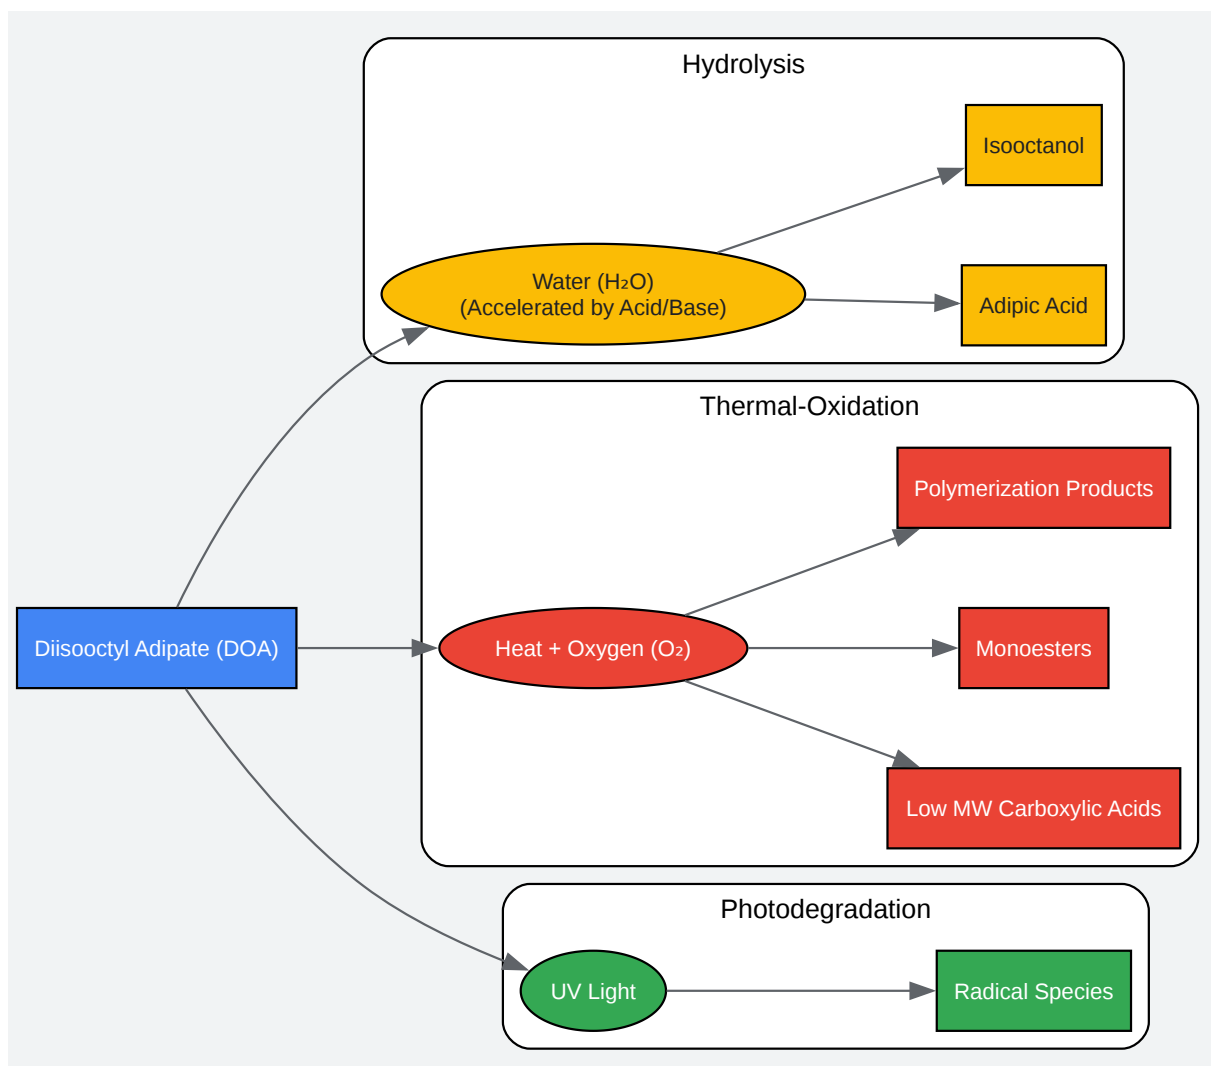 Hydrolysis
Isooctanol
Water (H₂O)
(Accelerated by Acid/Base)
Adipic Acid
Thermal-Oxidation
Polymerization Products
Diisooctyl Adipate (DOA)
Heat + Oxygen (O₂)
Monoesters
Low MW Carboxylic Acids
Photodegradation
UV Light
Radical Species